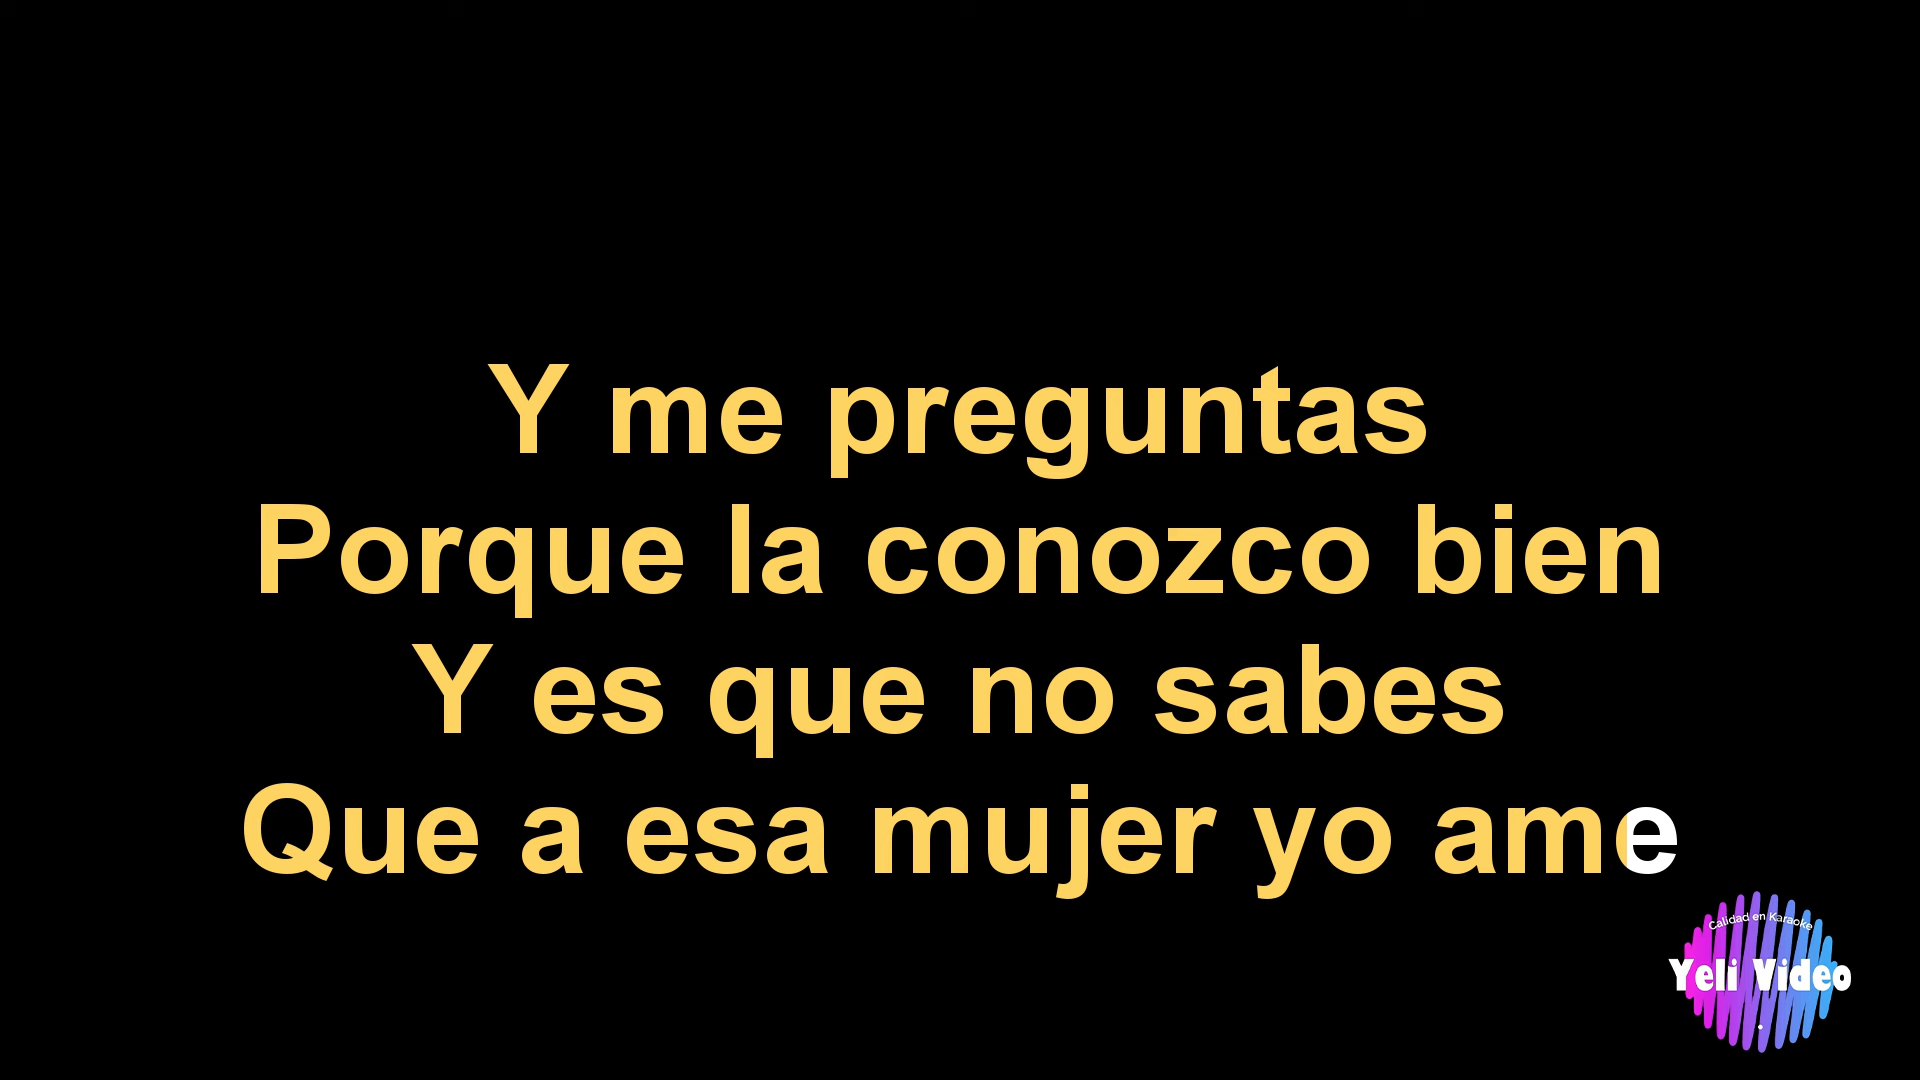 Y me preguntas
Porque la conozco bien
Y es que no sabes
Que a esa mujer yo ame
Calidad en Karaoke
Yeli Video